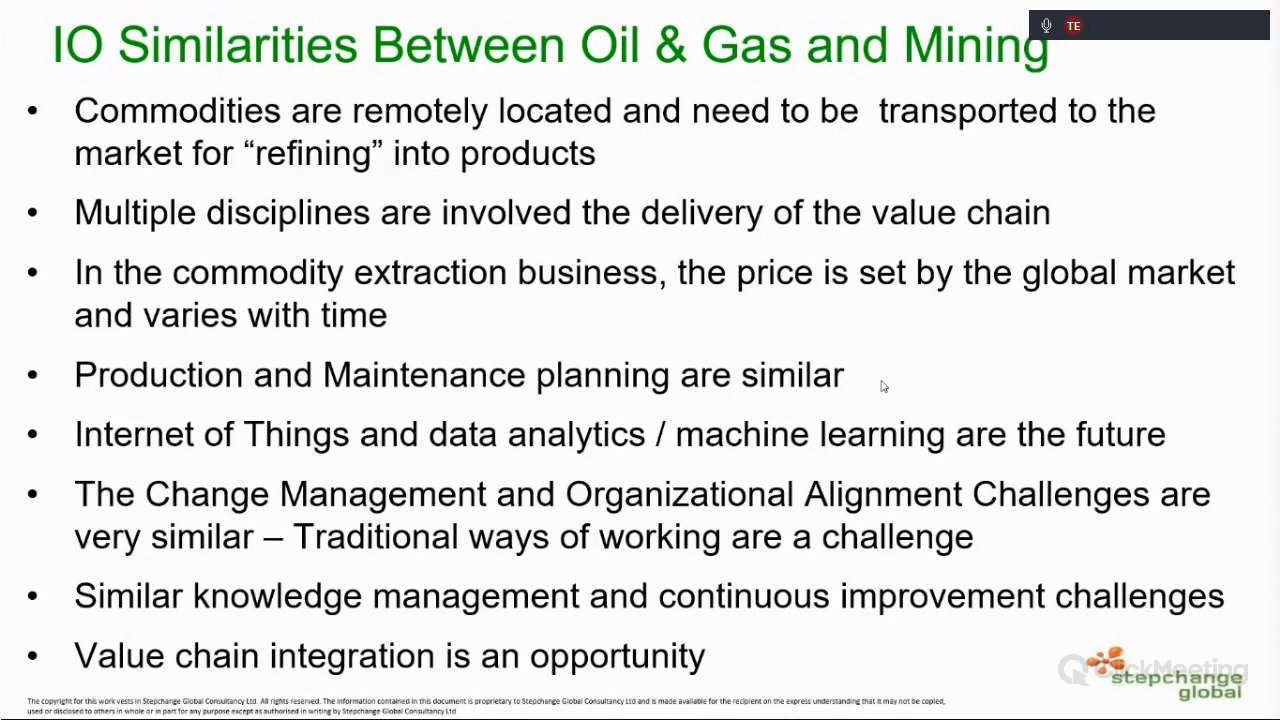 IO Similarities Between Oil & Gas and Mining
TE
• Commodities are remotely located and need to be transported to the
market for “refining” into products
• Multiple disciplines are involved the delivery of the value chain
• In the commodity extraction business, the price is set by the global market
and varies with time
• Production and Maintenance planning are similar
• Internet of Things and data analytics / machine learning are the future
• The Change Management and Organizational Alignment Challenges are
very similar – Traditional ways of working are a challenge
• Similar knowledge management and continuous improvement challenges
• Value chain integration is an opportunity
ClickMeeting
stepchange
global
The copyright for this work vests in Stepchange Global Consultancy Ltd. All rights reserved. The information contained in this document is proprietary to Stepchange Global Consultancy Ltd and is made available for the recipient on the express understanding that it may not be copied,
used or disclosed to others in whole or in part for any purpose except as authorised in writing by Stepchange Global Consultancy Ltd